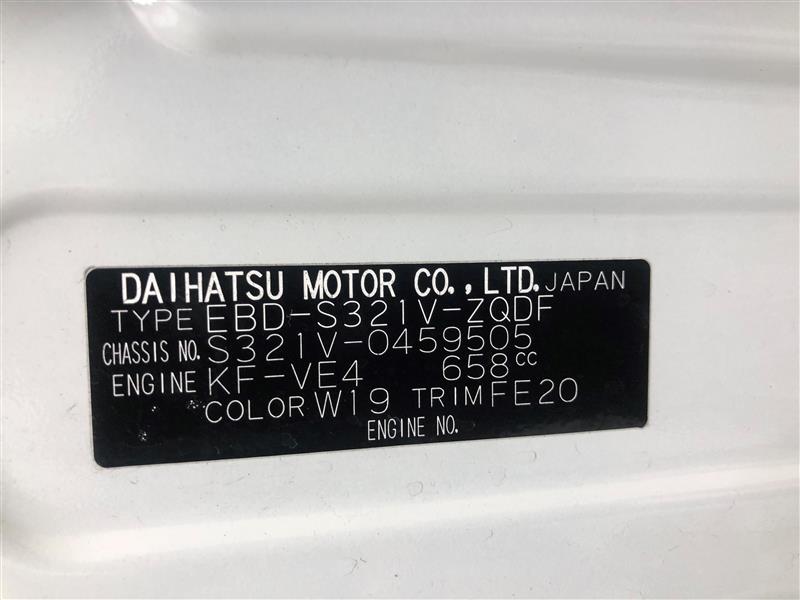 DAIHATSU MOTOR CO., LTD. JAPAN
TYPE EBD-S321V-ZQDF
CHASSIS NO. S321V-0459505
ENGINE KF-VE4 658cc
COLOR W19 TRIM FE20
ENGINE NO.